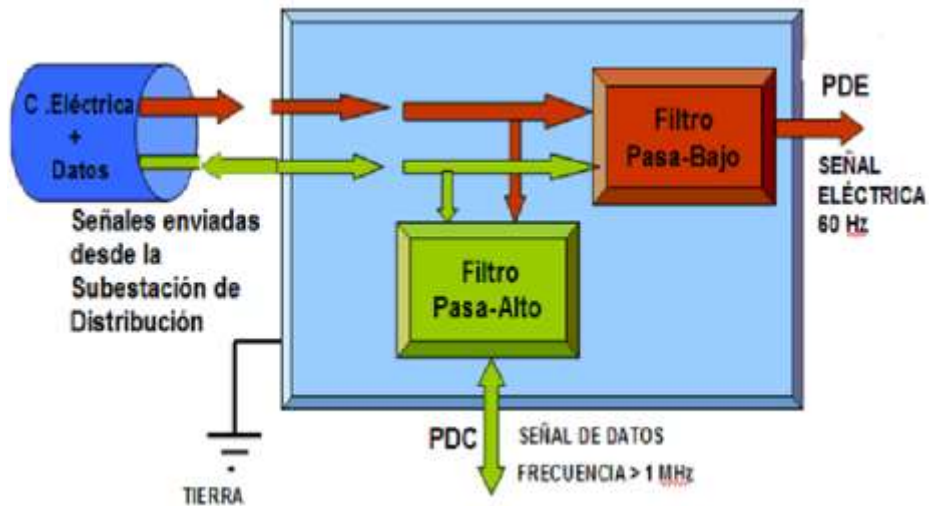 C .Eléctrica
+
Datos
Señales enviadas
desde la
Subestación de
Distribución
Filtro
Pasa-Bajo
PDE
SEÑAL
ELÉCTRICA
60 Hz
Filtro
Pasa-Alto
PDC
SEÑAL DE DATOS
FRECUENCIA > 1 MHz
TIERRA